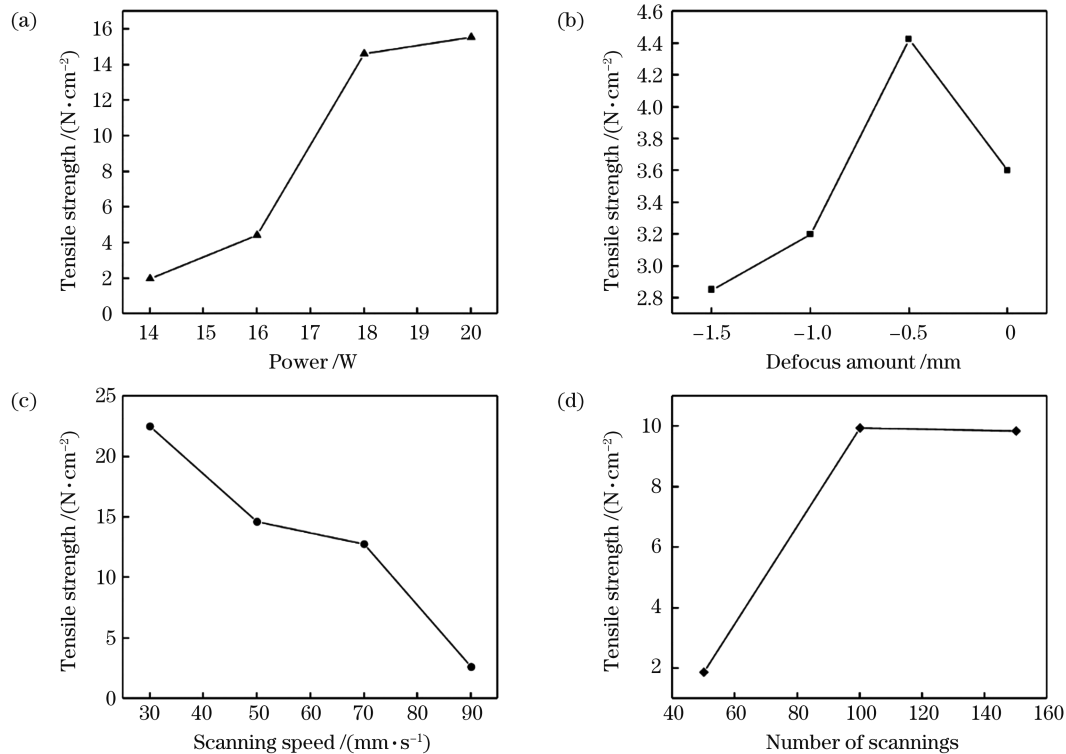 (a)
16
14
12
10
8
6
4
2
0
Tensile strength /(N·cm⁻²)
14 15 16 17 18 19 20
Power /W
(b)
4.6
4.4
4.2
4.0
3.8
3.6
3.4
3.2
3.0
2.8
Tensile strength /(N·cm⁻²)
−1.5 −1.0 −0.5 0
Defocus amount /mm
(c)
25
20
15
10
5
0
Tensile strength /(N·cm⁻²)
30 40 50 60 70 80 90
Scanning speed /(mm·s⁻¹)
(d)
10
8
6
4
2
Tensile strength /(N·cm⁻²)
40 60 80 100 120 140 160
Number of scannings